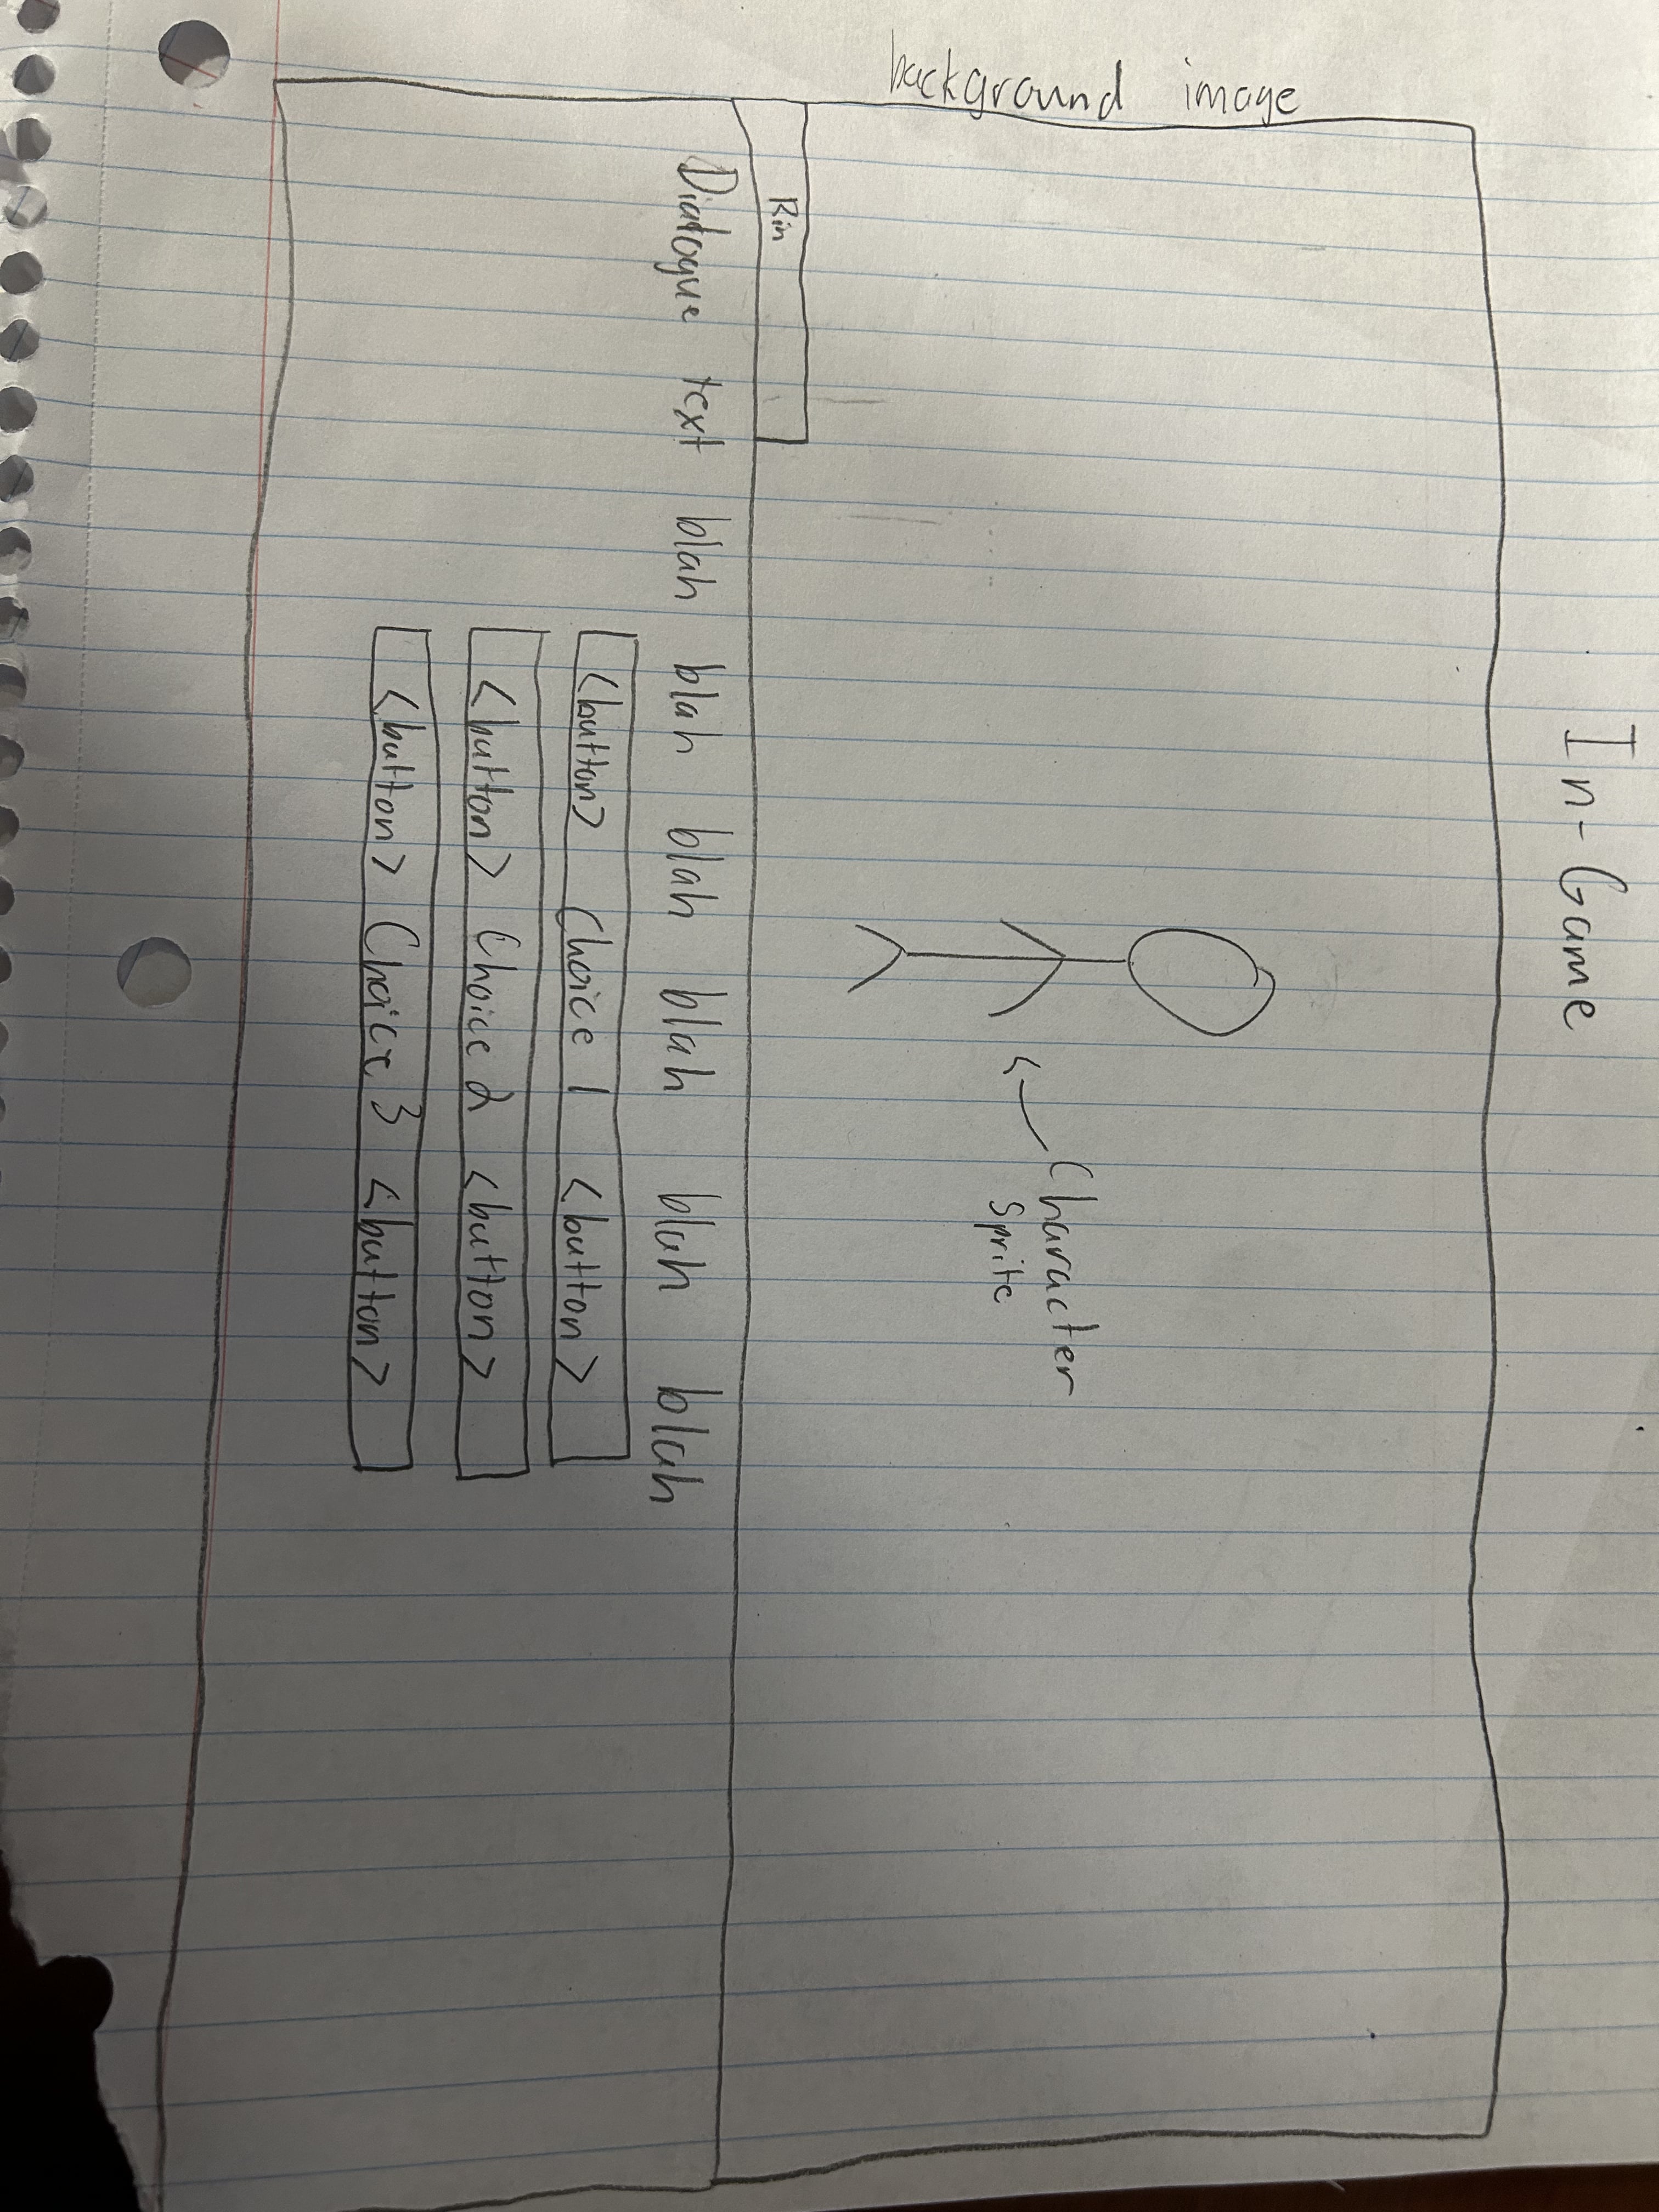 In-Game
background image
Character
Sprite
Rin
Dialogue text blah blah blah blah blah blah
<button> Choice 1 <button>
<button> Choice 2 <button>
<button> Choice 3 <button>